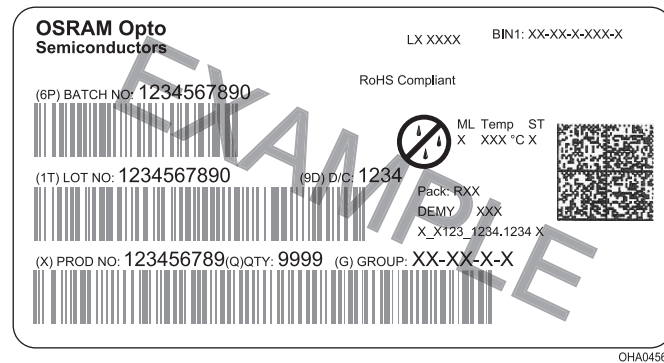 OSRAM Opto
Semiconductors
LX XXXX
BIN1: XX-XX-X-XXX-X
RoHS Compliant
(6P) BATCH NO: 1234567890
ML Temp ST
X XXX °C X
(1T) LOT NO: 1234567890
(9D) D/C: 1234
Pack: RXX
DEMY XXX
X_X123_1234.1234 X
(X) PROD NO: 123456789(Q)QTY: 9999
(G) GROUP: XX-XX-X-X
EXAMPLE